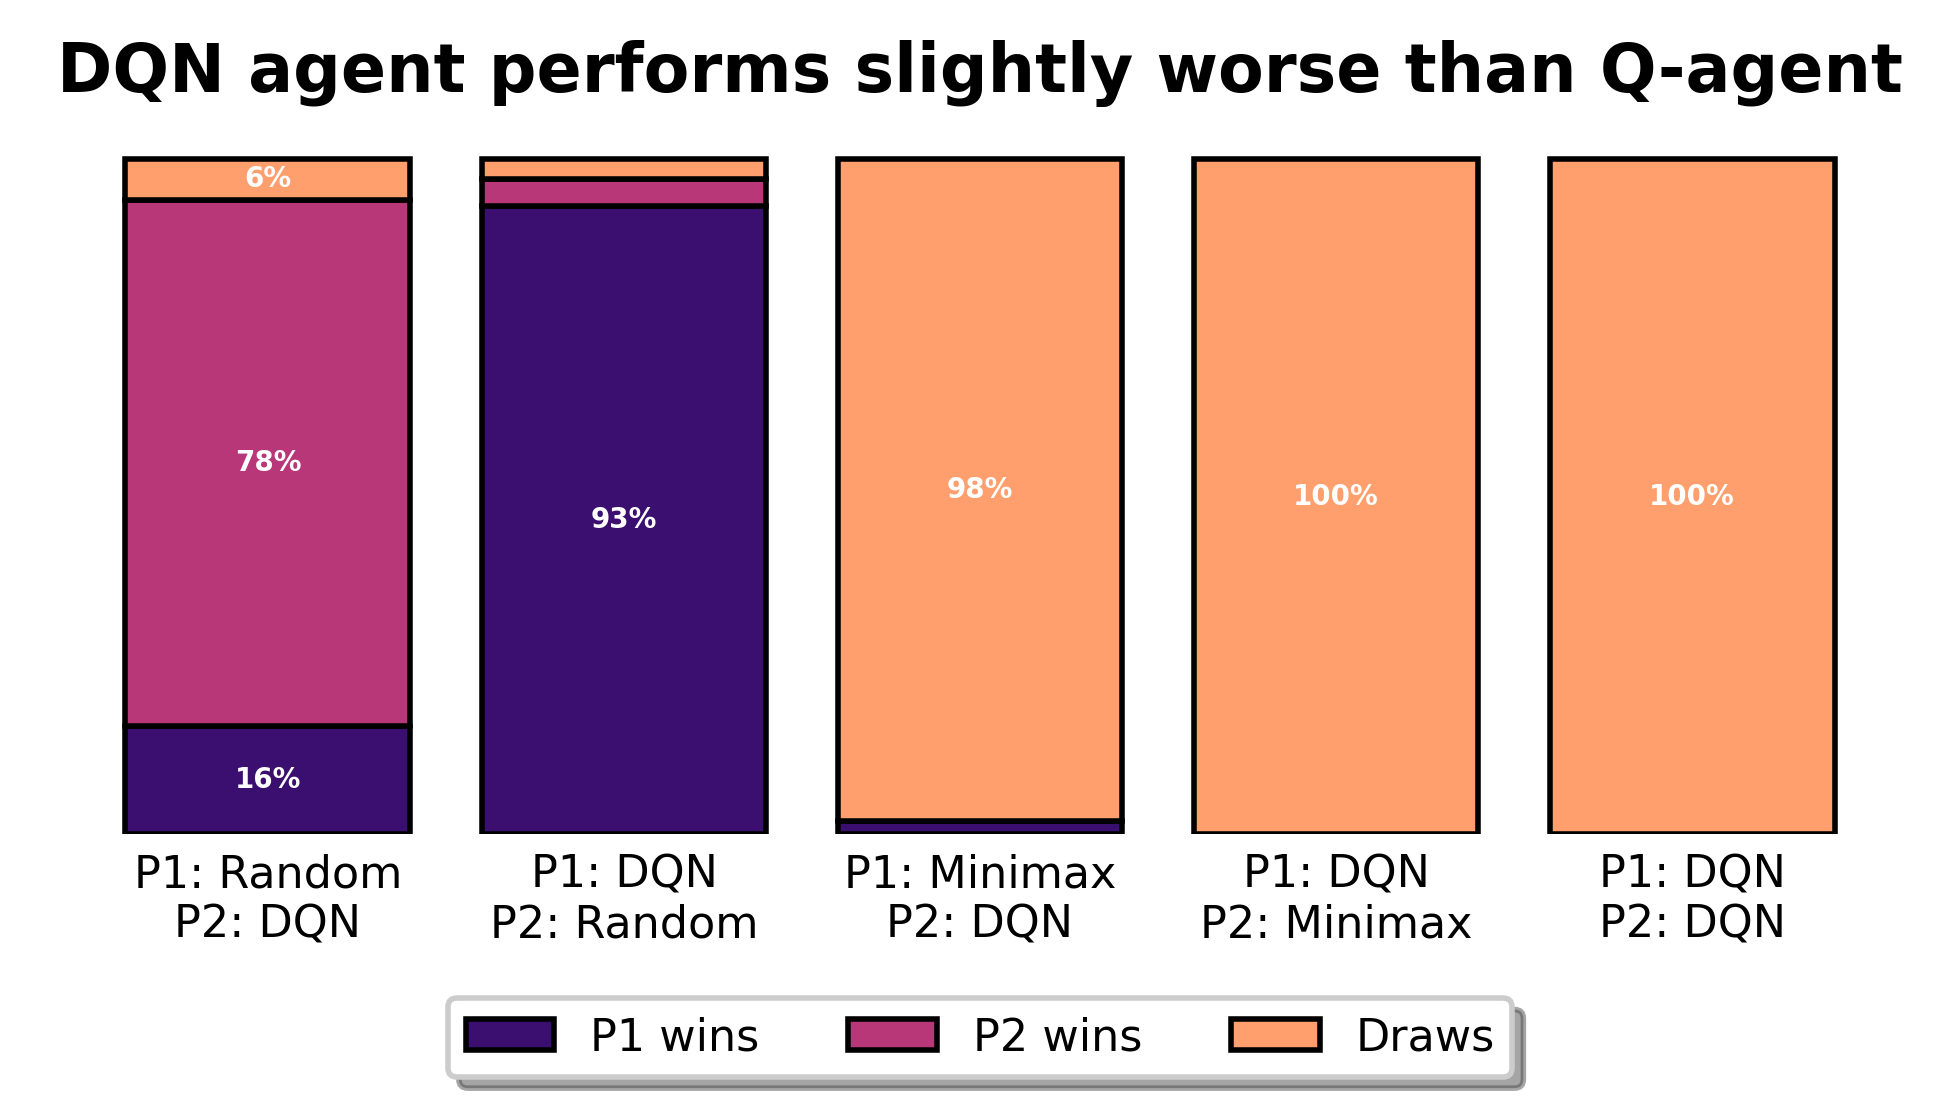 DQN agent performs slightly worse than Q-agent
6%
78%
16%
93%
98%
100%
100%
P1: Random
P2: DQN
P1: DQN
P2: Random
P1: Minimax
P2: DQN
P1: DQN
P2: Minimax
P1: DQN
P2: DQN
P1 wins
P2 wins
Draws